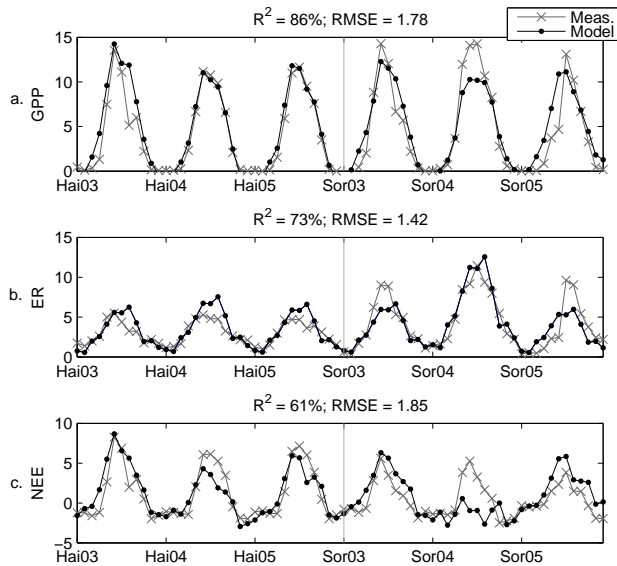 R² = 86%; RMSE = 1.78
Meas.
Model
15
10
5
0
a.
GPP
Hai03 Hai04 Hai05 Sor03 Sor04 Sor05
R² = 73%; RMSE = 1.42
15
10
5
0
b.
ER
Hai03 Hai04 Hai05 Sor03 Sor04 Sor05
R² = 61%; RMSE = 1.85
10
5
0
−5
c.
NEE
Hai03 Hai04 Hai05 Sor03 Sor04 Sor05